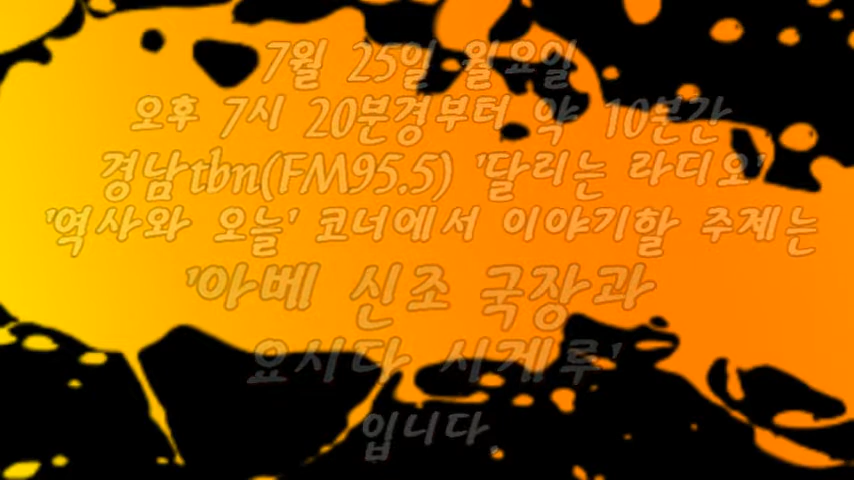 7월 25일 월요일
오후 7시 20분경부터 약 10분간
경남tbn(FM95.5) '달리는 라디오'
'역사와 오늘' 코너에서 이야기할 주제는
'아베 신조 국장과
요시다 시게루'
입니다.